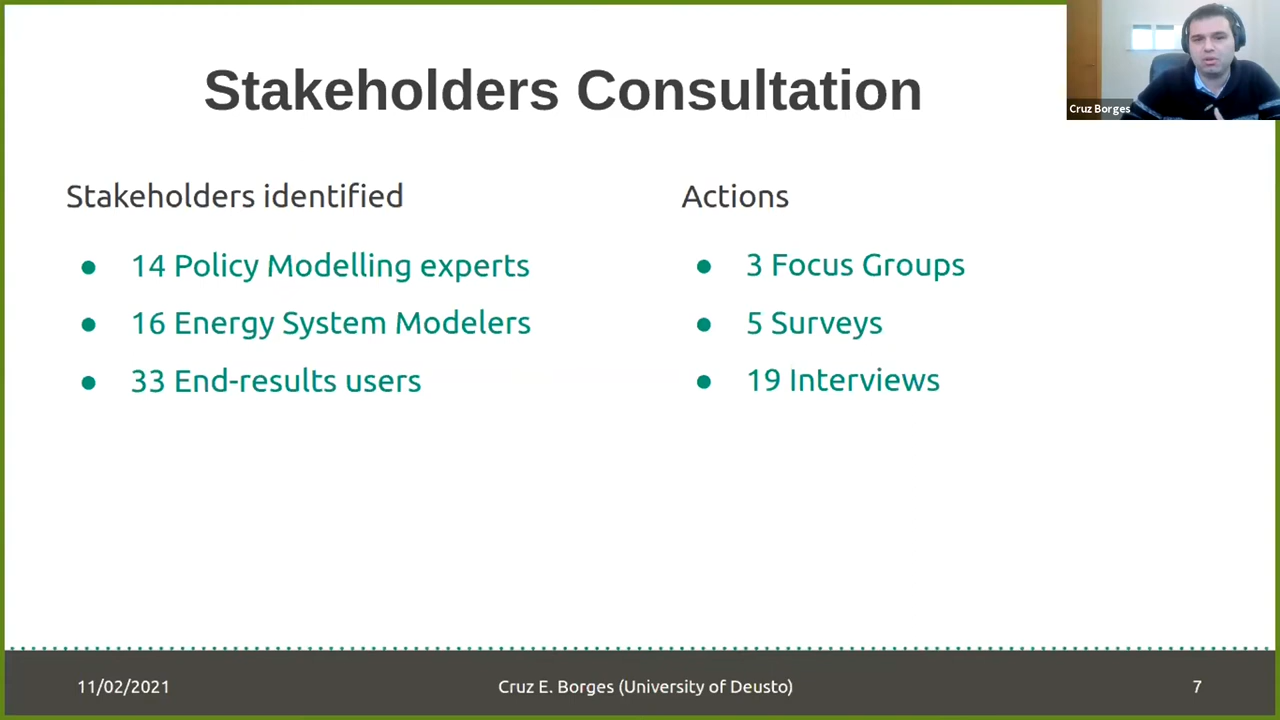 Stakeholders Consultation
Cruz Borges
Stakeholders identified
● 14 Policy Modelling experts
● 16 Energy System Modelers
● 33 End-results users
Actions
● 3 Focus Groups
● 5 Surveys
● 19 Interviews
11/02/2021
Cruz E. Borges (University of Deusto)
7